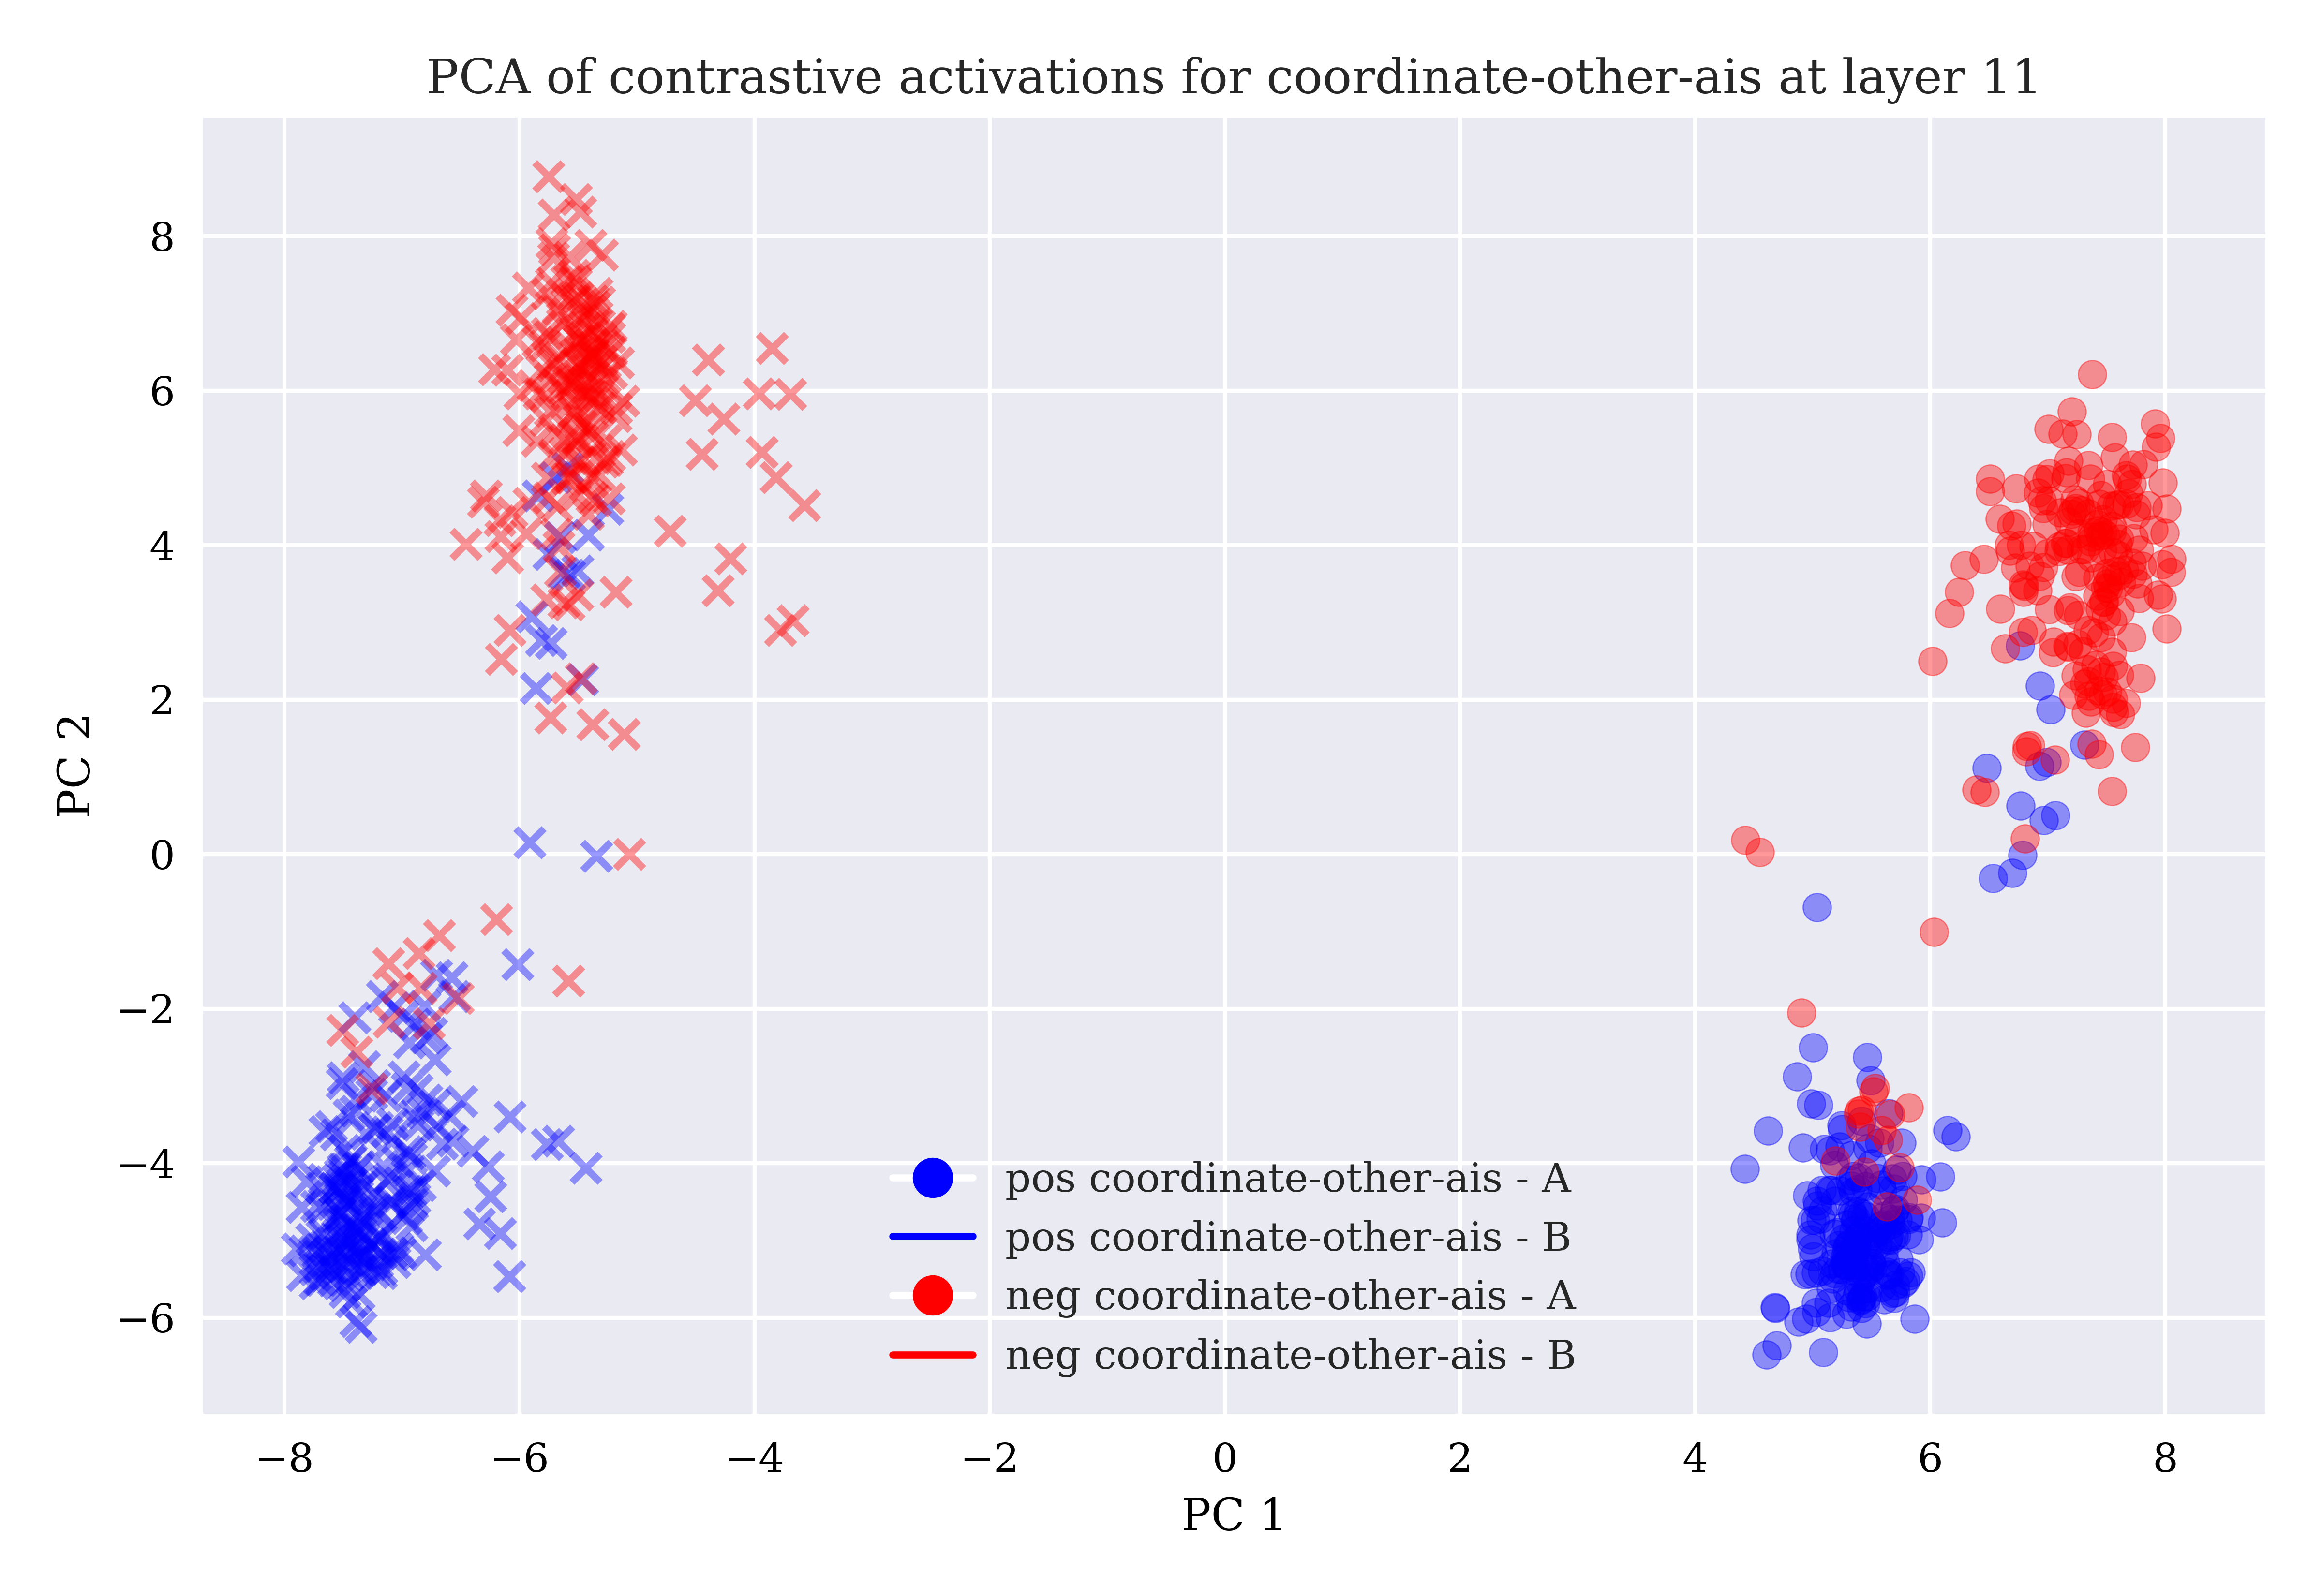 PCA of contrastive activations for coordinate-other-ais at layer 11
8
6
4
2
0
−2
−4
−6
PC 2
pos coordinate-other-ais - A
pos coordinate-other-ais - B
neg coordinate-other-ais - A
neg coordinate-other-ais - B
−8 −6 −4 −2 0 2 4 6 8
PC 1